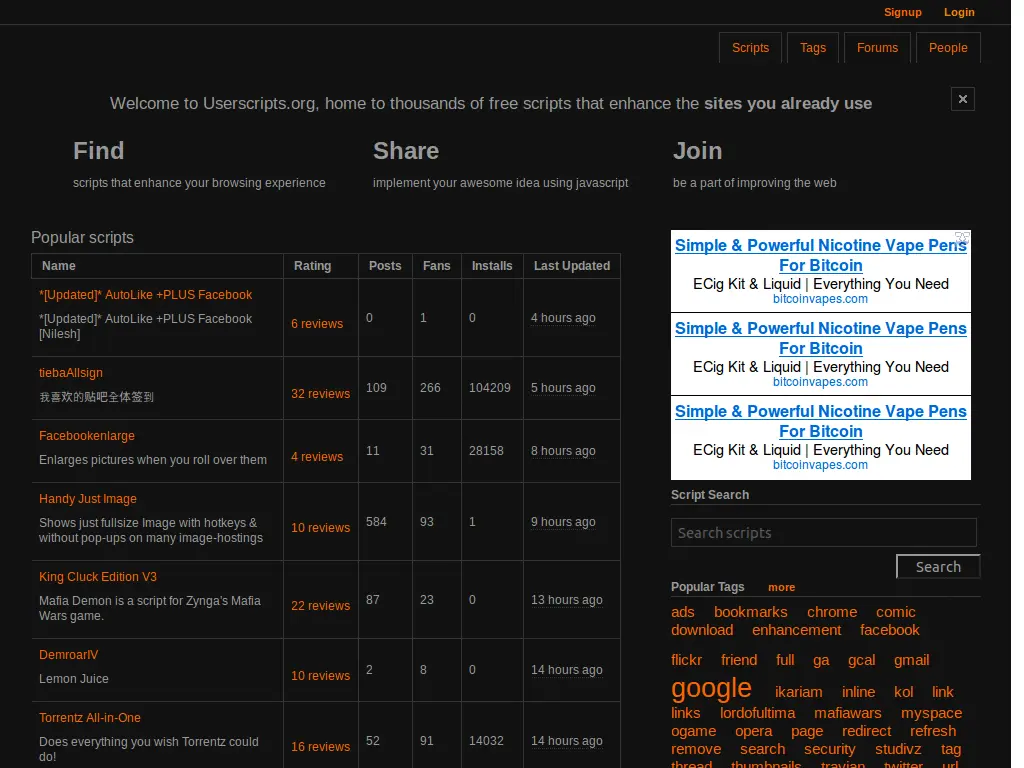 Signup Login
Scripts Tags Forums People
Welcome to Userscripts.org, home to thousands of free scripts that enhance the sites you already use
Find Share Join
scripts that enhance your browsing experience implement your awesome idea using javascript be a part of improving the web
Popular scripts
Name Rating Posts Fans Installs Last Updated
*[Updated]* AutoLike +PLUS Facebook
*[Updated]* AutoLike +PLUS Facebook
[Nilesh]
6 reviews 0 1 0 4 hours ago
tiebaAllsign
我喜欢的贴吧全体签到
32 reviews 109 266 104209 5 hours ago
Facebookenlarge
Enlarges pictures when you roll over them
4 reviews 11 31 28158 8 hours ago
Handy Just Image
Shows just fullsize Image with hotkeys &
without pop-ups on many image-hostings
10 reviews 584 93 1 9 hours ago
King Cluck Edition V3
Mafia Demon is a script for Zynga's Mafia
Wars game.
22 reviews 87 23 0 13 hours ago
DemroarIV
Lemon Juice
10 reviews 2 8 0 14 hours ago
Torrentz All-in-One
Does everything you wish Torrentz could
do!
16 reviews 52 91 14032 14 hours ago
Simple & Powerful Nicotine Vape Pens
For Bitcoin
ECig Kit & Liquid | Everything You Need
bitcoinvapes.com
Simple & Powerful Nicotine Vape Pens
For Bitcoin
ECig Kit & Liquid | Everything You Need
bitcoinvapes.com
Simple & Powerful Nicotine Vape Pens
For Bitcoin
ECig Kit & Liquid | Everything You Need
bitcoinvapes.com
Script Search
Search scripts
Search
Popular Tags more
ads bookmarks chrome comic
download enhancement facebook
flickr friend full ga gcal gmail
google ikariam inline kol link
links lordofultima mafiawars myspace
ogame opera page redirect refresh
remove search security studivz tag
thread thumbnails travian twitter url